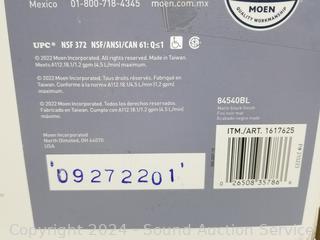 Mexico 01-800-718-4345 moen.com.mx
MOEN
QUALITY WORKMANSHIP
UPC® NSF 372 NSF/ANSI/CAN 61: Q≤1
© 2022 Moen Incorporated. Made in Taiwan.
Meets A112.18.1/1.2 gpm (4.5 L/min) maximum.
© 2022 Moen Incorporated. Tous droits réservés.
Fabriqué à Taiwan.
Conforme à la norme A112.18.1/1.2 gpm
(4.5 L/min) maximum.
© 2022 Moen Incorporated.
Todos los derechos reservados.
Fabricado en Taiwan.
Cumple con A112.18.1/1.2 gpm (4.5 L/min)
máximo.
Moen Incorporated
North Olmsted, OH 44070
USA
84540BL
Matte black finish
Fini noir mat
Acabado negro mate
ITM./ART. 1617625
09272201
0 26508 35786 6
Copyright 2024 - Sound Auction Service